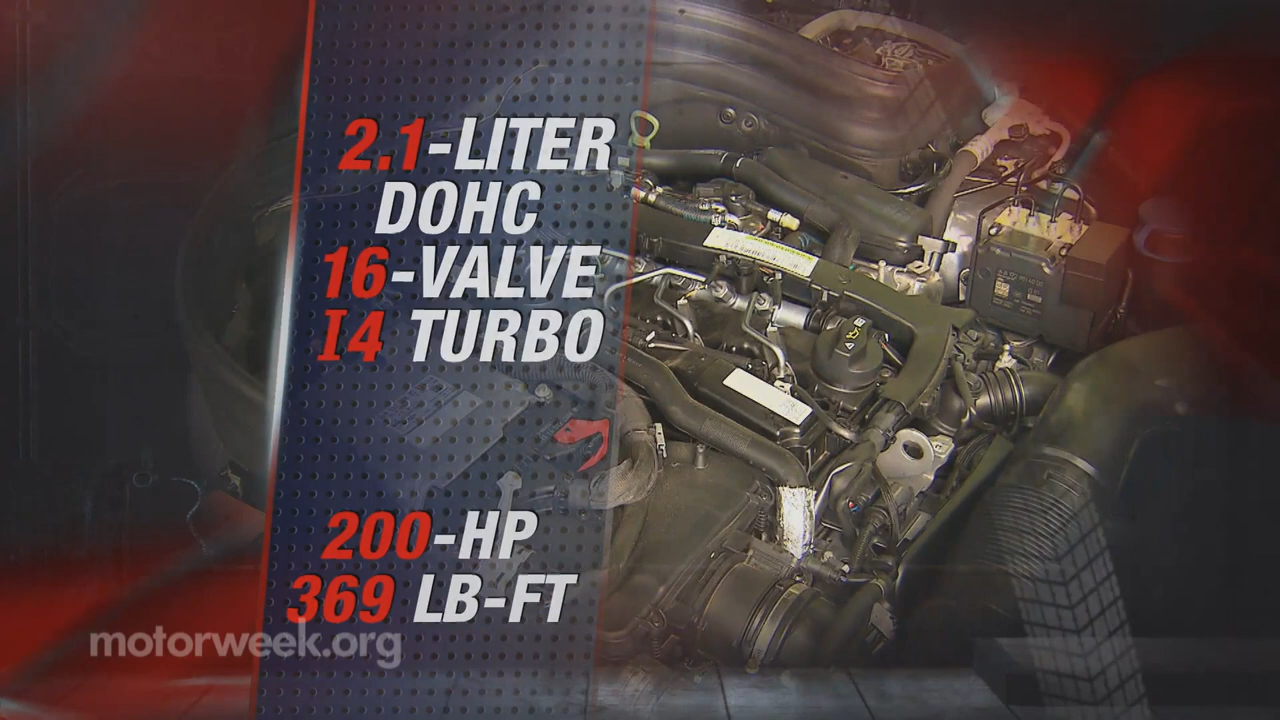 2.1-LITER
DOHC
16-VALVE
I4 TURBO
200-HP
369 LB-FT
motorweek.org